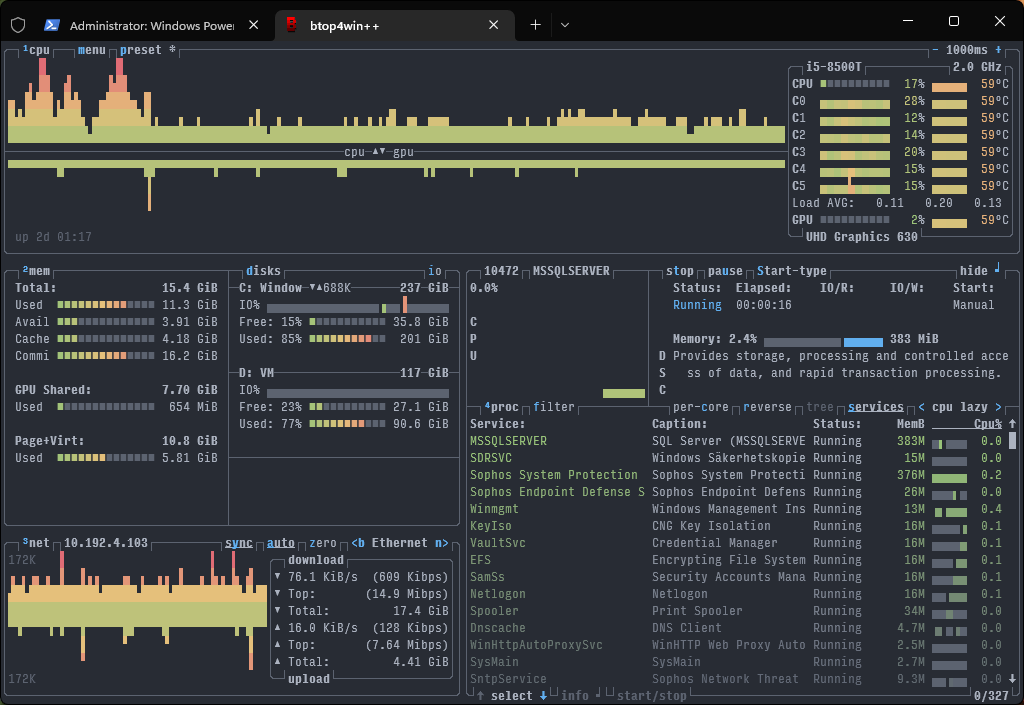 Administrator: Windows Power
btop4win++
¹cpu menu preset * - 1000ms +
i5-8500T 2.0 GHz
CPU 17% 59°C
C0 28% 59°C
C1 12% 59°C
C2 14% 59°C
C3 20% 59°C
C4 15% 59°C
C5 15% 59°C
Load AVG: 0.11 0.20 0.13
GPU 2% 59°C
UHD Graphics 630
cpu ▲▼ gpu
up 2d 01:17
²mem
Total: 15.4 GiB
Used 11.3 GiB
Avail 3.91 GiB
Cache 4.18 GiB
Commi 16.2 GiB
GPU Shared: 7.70 GiB
Used 654 MiB
Page+Virt: 10.8 GiB
Used 5.81 GiB
disks io
C: Window ▼▲688K 237 GiB
IO%
Free: 15% 35.8 GiB
Used: 85% 201 GiB
D: VM 117 GiB
IO%
Free: 23% 27.1 GiB
Used: 77% 90.6 GiB
10472 MSSQLSERVER stop pause Start-type hide ┘
0.0%
C
P
U
Status: Elapsed: IO/R: IO/W: Start:
Running 00:00:16 Manual
Memory: 2.4% 383 MiB
D Provides storage, processing and controlled acce
S ss of data, and rapid transaction processing.
C
⁴proc filter per-core reverse tree services < cpu lazy >
Service: Caption: Status: MemB Cpu% ↑
MSSQLSERVER SQL Server (MSSQLSERVE Running 383M 0.0
SDRSVC Windows Säkerhetskopie Running 15M 0.0
Sophos System Protection Sophos System Protecti Running 376M 0.2
Sophos Endpoint Defense S Sophos Endpoint Defens Running 26M 0.0
Winmgmt Windows Management Ins Running 13M 0.4
KeyIso CNG Key Isolation Running 16M 0.1
VaultSvc Credential Manager Running 16M 0.1
EFS Encrypting File System Running 16M 0.1
SamSs Security Accounts Mana Running 16M 0.1
Netlogon Netlogon Running 16M 0.1
Spooler Print Spooler Running 34M 0.0
Dnscache DNS Client Running 4.7M 0.1
WinHttpAutoProxySvc WinHTTP Web Proxy Auto Running 2.5M 0.0
SysMain SysMain Running 2.7M 0.0
SntpService Sophos Network Threat Running 9.3M 0.0 ↓
↑ select ↓ info ┘ start/stop 0/327
³net 10.192.4.103 sync auto zero <b Ethernet n>
172K
download
▼ 76.1 KiB/s (609 Kibps)
▼ Top: (14.9 Mibps)
▼ Total: 17.4 GiB
▲ 16.0 KiB/s (128 Kibps)
▲ Top: (7.64 Mibps)
▲ Total: 4.41 GiB
upload
172K